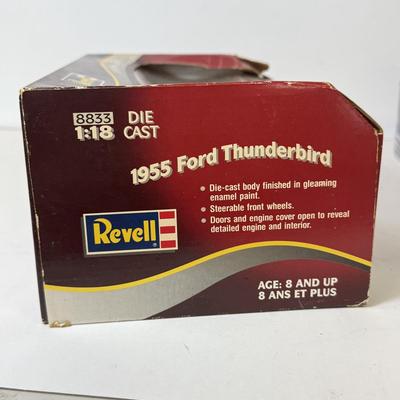 8833 DIE
1:18 CAST
1955 Ford Thunderbird
• Die-cast body finished in gleaming
enamel paint.
• Steerable front wheels.
• Doors and engine cover open to reveal
detailed engine and interior.
Revell
AGE: 8 AND UP
8 ANS ET PLUS